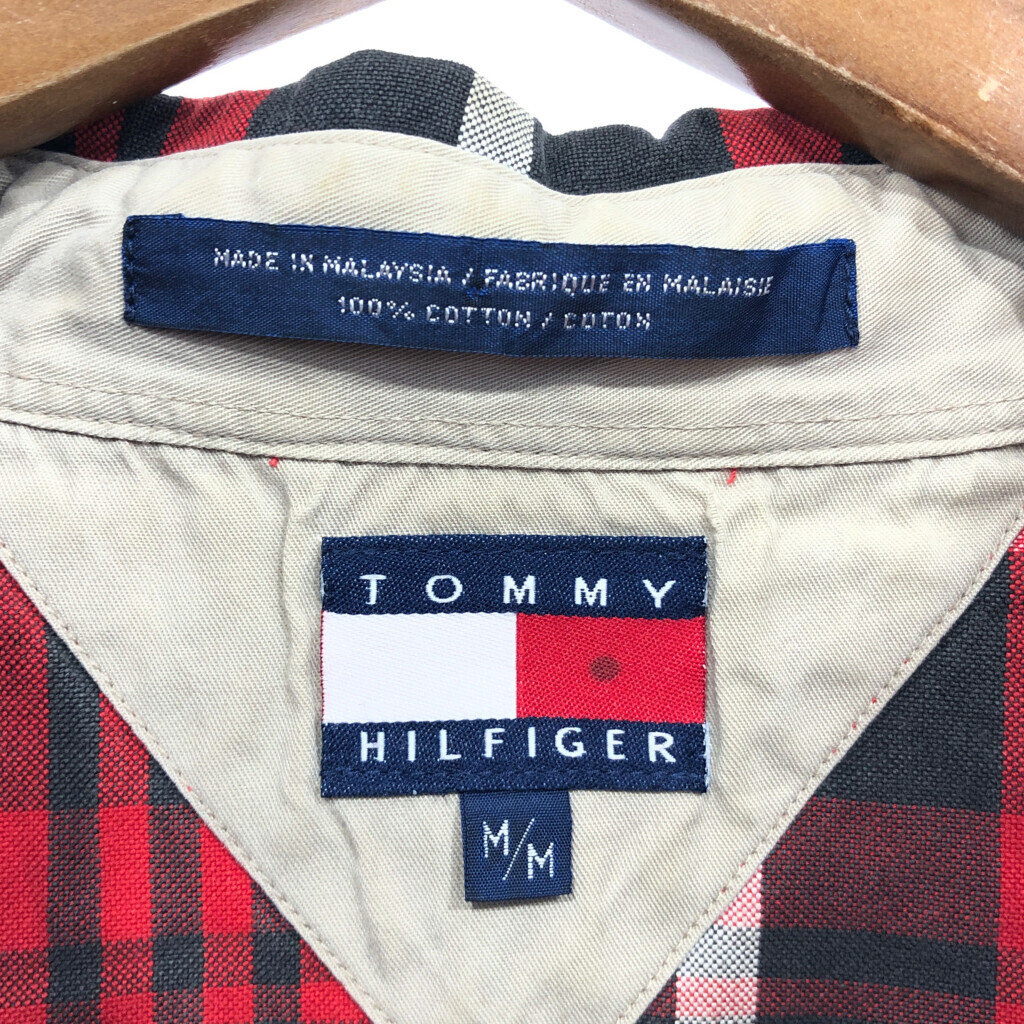 MADE IN MALAYSIA / FABRIQUE EN MALAISIE
100% COTTON / COTON
TOMMY
HILFIGER
M/M